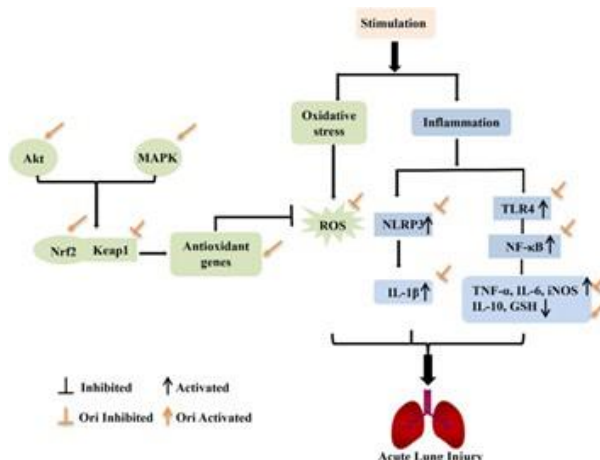 Stimulation
Oxidative
stress
Inflammation
Akt
MAPK
Nrf2
Keap1
Antioxidant
genes
ROS
NLRP3
IL-1β
TLR4
NF-κB
TNF-α, IL-6, iNOS
IL-10, GSH
Inhibited
Activated
Ori Inhibited
Ori Activated
Acute Lung Injury